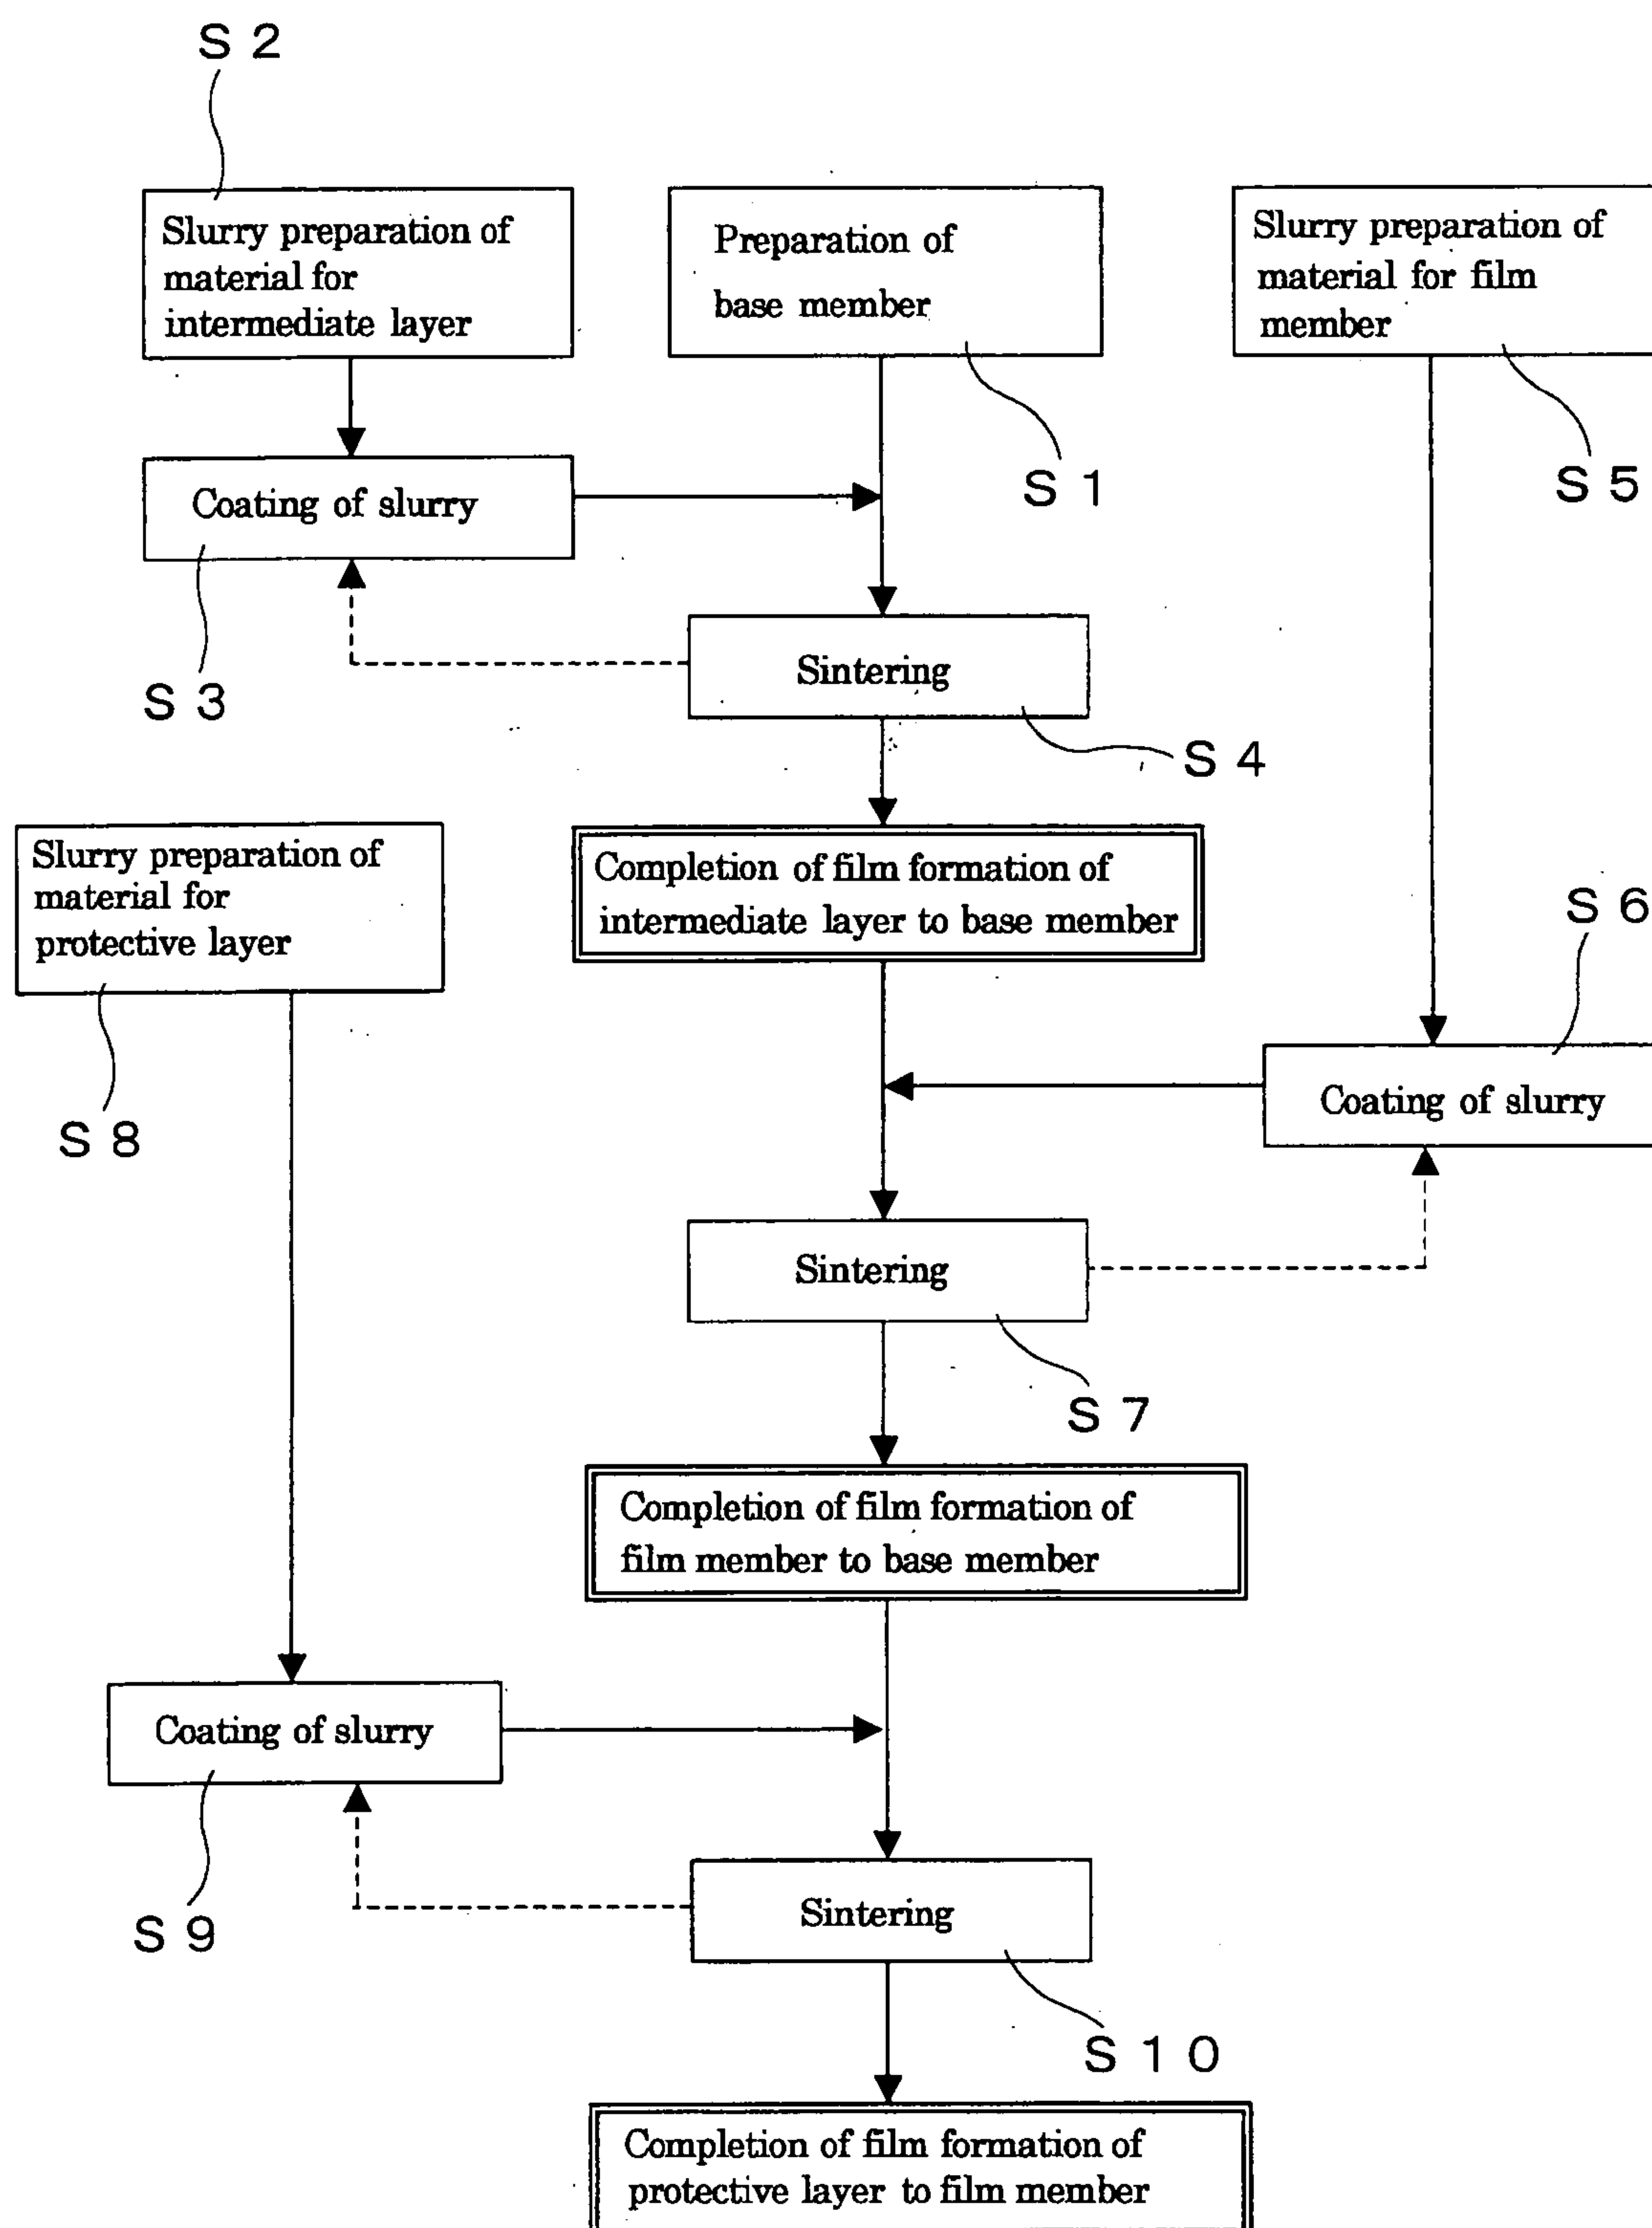 S 2
Slurry preparation of
material for
intermediate layer
Preparation of
base member
Slurry preparation of
material for film
member
S 1
S 5
Coating of slurry
S 3
Sintering
S 4
Slurry preparation of
material for
protective layer
S 8
Completion of film formation of
intermediate layer to base member
S 6
Coating of slurry
Sintering
S 7
Completion of film formation of
film member to base member
Coating of slurry
S 9
Sintering
S 1 0
Completion of film formation of
protective layer to film member